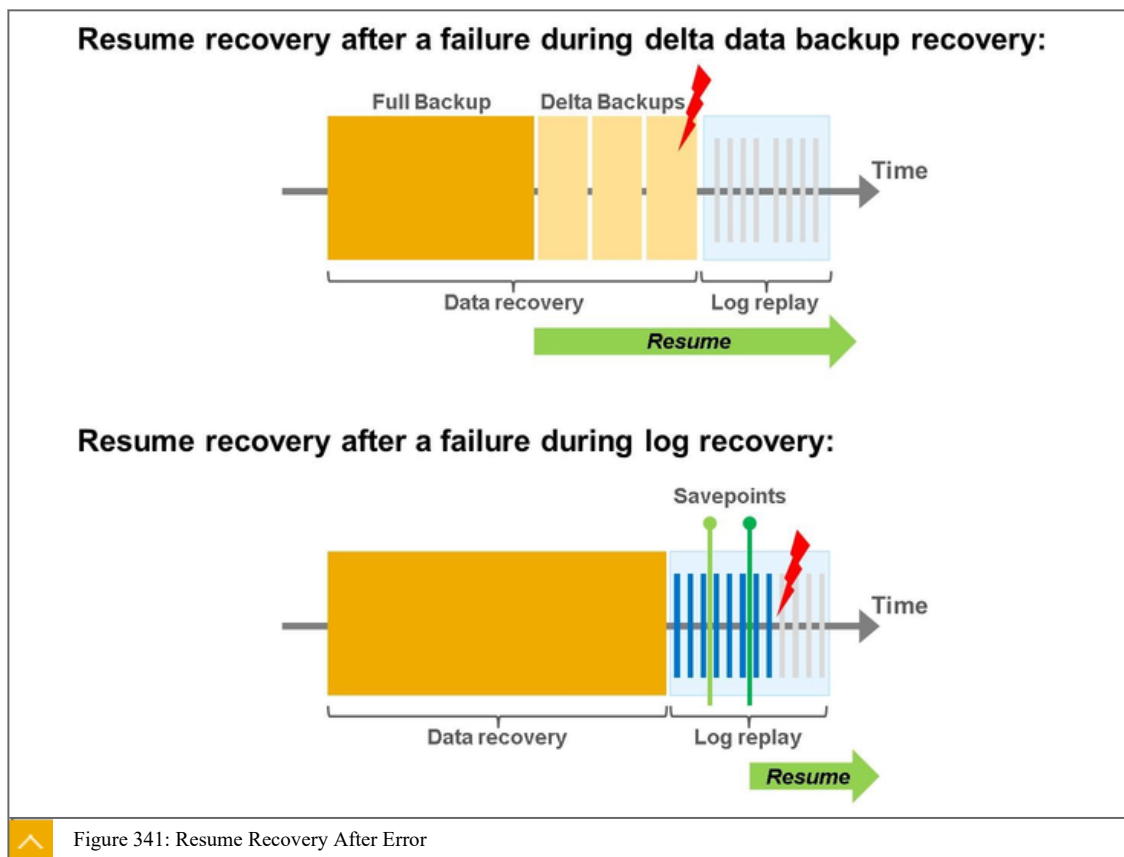 Resume recovery after a failure during delta data backup recovery:
Full Backup Delta Backups
Time
Data recovery Log replay
Resume
Resume recovery after a failure during log recovery:
Savepoints
Time
Data recovery Log replay
Resume
Figure 341: Resume Recovery After Error